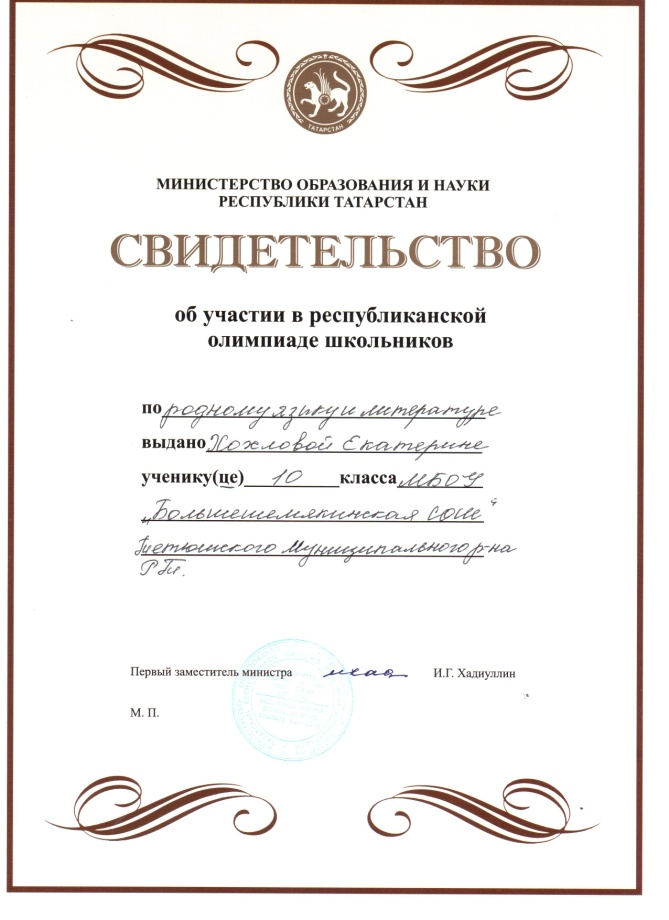 ТАТАРСТАН
МИНИСТЕРСТВО ОБРАЗОВАНИЯ И НАУКИ
РЕСПУБЛИКИ ТАТАРСТАН
СВИДЕТЕЛЬСТВО
об участии в республиканской
олимпиаде школьников
по родному языку и литературе
выдано Хохловой Екатерине
ученику(це) 10 класса МБОУ
„Большешемякинская СОШ"
Тетюшского Муниципального р-на
РТ.
Первый заместитель министра И.Г. Хадиуллин
М. П.